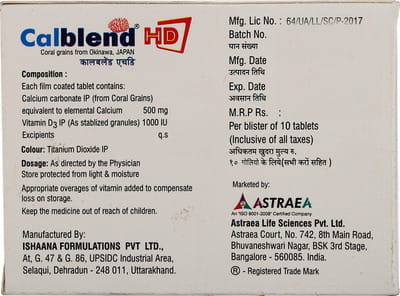 Calblend® HD
Coral grains from Okinawa, JAPAN
कालबलेंड एचडि
Composition :
Each film coated tablet contains:
Calcium carbonate IP (from Coral Grains)
equivalent to elemental Calcium 500 mg
Vitamin D3 IP (As stablized granules) 1000 IU
Excipients q.s
Colour: Titanium Dioxide IP
Dosage: As directed by the Physician
Store protected from light & moisture
Appropriate overages of vitamin added to compensate
loss on storage.
Keep the medicine out of reach of children.
Manufactured By:
ISHAANA FORMULATIONS PVT LTD.,
At, G. 47 & G. 86, UPSIDC Industrial Area,
Selaqui, Dehradun - 248 011, Uttarakhand.
Mfg. Lic No. : 64/UA/LL/SC/P-2017
Batch No.
घान संख्या
Mfg. Date
उत्पादन तिथि
Exp. Date
अवसान तिथि
M.R.P Rs. :
Per blister of 10 tablets
(Inclusive of all taxes)
अधिकतम खुदरा मुल्य रु.
१० गोलियों के लिये(सभी करों सहित)
Marketed by:
ASTRAEA
An "ISO 9001-2008" Certified Company
Astraea Life Sciences Pvt. Ltd.
Astraea Court, No. 742, 8th Main Road,
Bhuvaneshwari Nagar, BSK 3rd Stage,
Bangalore - 560085. India.
® - Registered Trade Mark